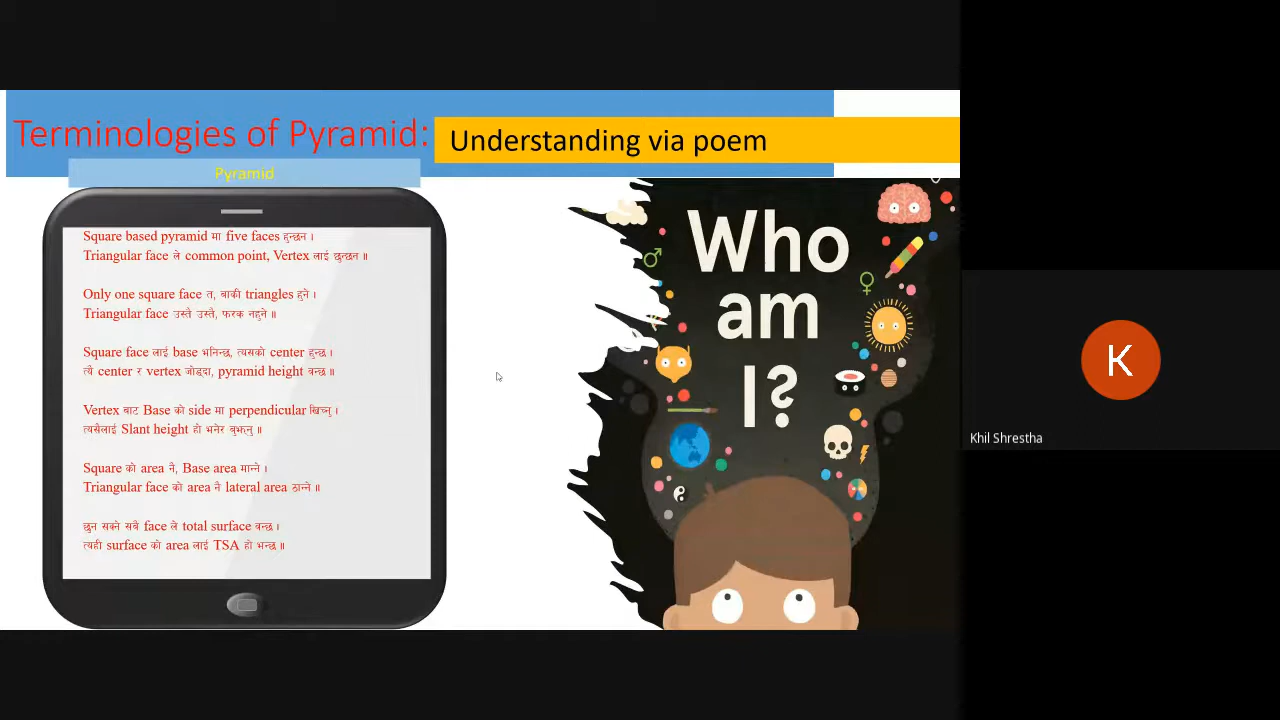 Terminologies of Pyramid:
Understanding via poem
Pyramid
Square based pyramid मा five faces हुन्छन ।
Triangular face ले common point, Vertex लाई छुन्छन ॥
Only one square face त, बाकी triangles हुने ।
Triangular face उस्तै उस्तै, फरक नहुने ॥
Square face लाई base भनिन्छ, त्यसको center हुन्छ ।
त्यै center र vertex जोड्दा, pyramid height बन्छ ॥
Vertex बाट Base को side मा perpendicular खिच्नु ।
त्यसैलाई Slant height हो भनेर बुझ्नु ॥
Square को area नै, Base area मान्ने ।
Triangular face को area नै lateral area ठान्ने ॥
छुन सक्ने सबै face ले total surface बन्छ ।
त्यही surface को area लाई TSA हो भन्छ ॥
Who
am
I?
K
Khil Shrestha